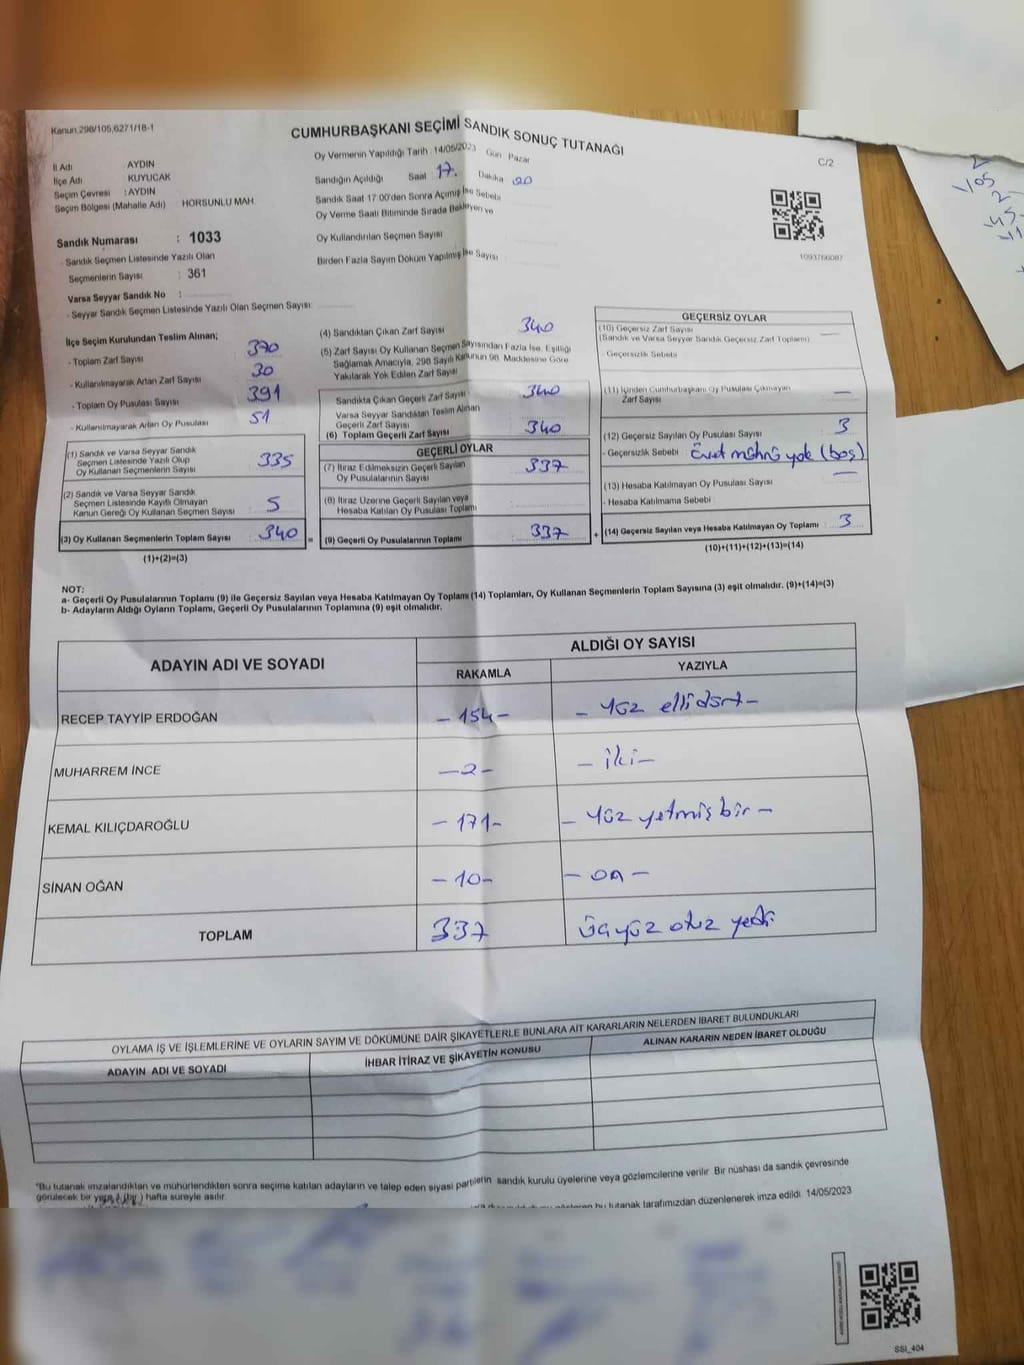 Kanun.298/105,6271/18-1
CUMHURBAŞKANI SEÇİMİ SANDIK SONUÇ TUTANAĞI
C/2
İl Adı AYDIN
İlçe Adı KUYUCAK
Seçim Çevresi : AYDIN
Seçim Bölgesi (Mahalle Adı) HORSUNLU MAH.
Oy Vermenin Yapıldığı Tarih 14/05/2023 Gün Pazar
Sandığın Açıldığı Saat 17. Dakika 00
Sandık Saat 17.00'den Sonra Açımış İse Sebebi
Oy Verme Saati Bitiminde Sırada Bekleyen ve
Oy Kullandırılan Seçmen Sayısı
Birden Fazla Sayım Döküm Yapılmış İse Sayısı :
1093766087
Sandık Numarası : 1033
- Sandık Seçmen Listesinde Yazılı Olan
Seçmenlerin Sayısı : 361
Varsa Seyyar Sandık No :
- Seyyar Sandık Seçmen Listesinde Yazılı Olan Seçmen Sayısı:
İlçe Seçim Kurulundan Teslim Alınan;
- Toplam Zarf Sayısı 370
- Kullanılmayarak Artan Zarf Sayısı : 30
- Toplam Oy Pusulası Sayısı 391
- Kullanılmayarak Artan Oy Pusulası 51
(1) Sandık ve Varsa Seyyar Sandık
Seçmen Listesinde Yazılı Olup
Oy Kullanan Seçmenlerin Sayısı 335
(2) Sandık ve Varsa Seyyar Sandık
Seçmen Listesinde Kayıtlı Olmayan
Kanun Gereği Oy Kullanan Seçmen Sayısı 5
(3) Oy Kullanan Seçmenlerin Toplam Sayısı : 340 =
(1)+(2)=(3)
(4) Sandıktan Çıkan Zarf Sayısı 340
(5) Zarf Sayısı Oy Kullanan Seçmen Sayısından Fazla İse, Eşitliği
Sağlamak Amacıyla, 298 Sayılı Kanunun 98. Maddesine Göre
Yakılarak Yok Edilen Zarf Sayısı
Sandıkta Çıkan Geçerli Zarf Sayısı 340
Varsa Seyyar Sandıktan Teslim Alınan
Geçerli Zarf Sayısı
(6) Toplam Geçerli Zarf Sayısı 340
GEÇERLİ OYLAR
(7) İtiraz Edilmeksizin Geçerli Sayılan
Oy Pusulalarının Sayısı : 337
(8) İtiraz Üzerine Geçerli Sayılan veya
Hesaba Katılan Oy Pusulası Toplamı
(9) Geçerli Oy Pusulalarının Toplamı : 337 +
GEÇERSİZ OYLAR
(10) Geçersiz Zarf Sayısı —
(Sandık ve Varsa Seyyar Sandık Geçersiz Zarf Toplamı)
- Geçersizlik Sebebi
(11) İçinden Cumhurbaşkanı Oy Pusulası Çıkmayan
Zarf Sayısı —
(12) Geçersiz Sayılan Oy Pusulası Sayısı 3
- Geçersizlik Sebebi Evet mührü yok (boş)
(13) Hesaba Katılmayan Oy Pusulası Sayısı —
- Hesaba Katılmama Sebebi
(14) Geçersiz Sayılan veya Hesaba Katılmayan Oy Toplamı : 3
(10)+(11)+(12)+(13)=(14)
NOT:
a- Geçerli Oy Pusulalarının Toplamı (9) ile Geçersiz Sayılan veya Hesaba Katılmayan Oy Toplamı (14) Toplamları, Oy Kullanan Seçmenlerin Toplam Sayısına (3) eşit olmalıdır. (9)+(14)=(3)
b- Adayların Aldığı Oyların Toplamı, Geçerli Oy Pusulalarının Toplamına (9) eşit olmalıdır.
ADAYIN ADI VE SOYADI
ALDIĞI OY SAYISI
RAKAMLA YAZIYLA
RECEP TAYYİP ERDOĞAN - 154 - - Yüz ellidört -
MUHARREM İNCE - 2 - - iki -
KEMAL KILIÇDAROĞLU - 171 - - Yüz yetmiş bir -
SİNAN OĞAN - 10 - - on -
TOPLAM 337 üçyüz otuz yedi
OYLAMA İŞ VE İŞLEMLERİNE VE OYLARIN SAYIM VE DÖKÜMÜNE DAİR ŞİKAYETLERLE BUNLARA AİT KARARLARIN NELERDEN İBARET BULUNDUKLARI
ADAYIN ADI VE SOYADI İHBAR İTİRAZ VE ŞİKAYETİN KONUSU ALINAN KARARIN NEDEN İBARET OLDUĞU
"Bu tutanak imzalandıktan ve mühürlendikten sonra seçime katılan adayların ve talep eden siyasi partilerin sandık kurulu üyelerine veya gözlemcilerine verilir. Bir nüshası da sandık çevresinde
görülecek bir yere 1 (bir) hafta süreyle asılır.
bu tutanak tarafımızdan düzenlenerek imza edildi. 14/05/2023
SSI_404